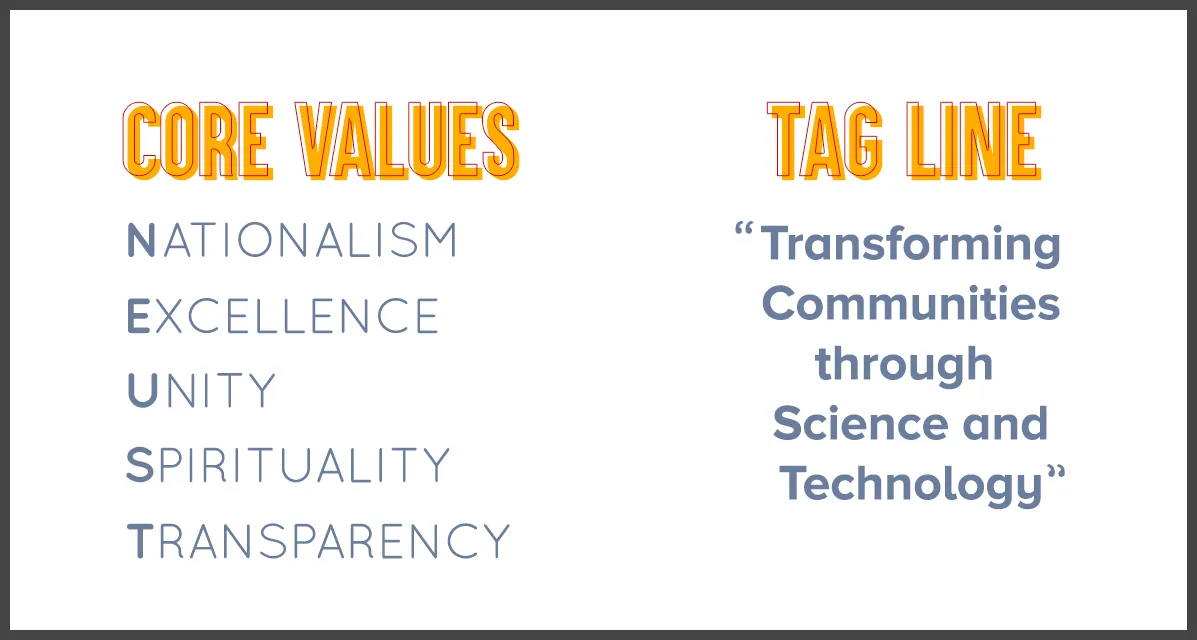 CORE VALUES
NATIONALISM
EXCELLENCE
UNITY
SPIRITUALITY
TRANSPARENCY
TAG LINE
“Transforming
Communities
through
Science and
Technology”